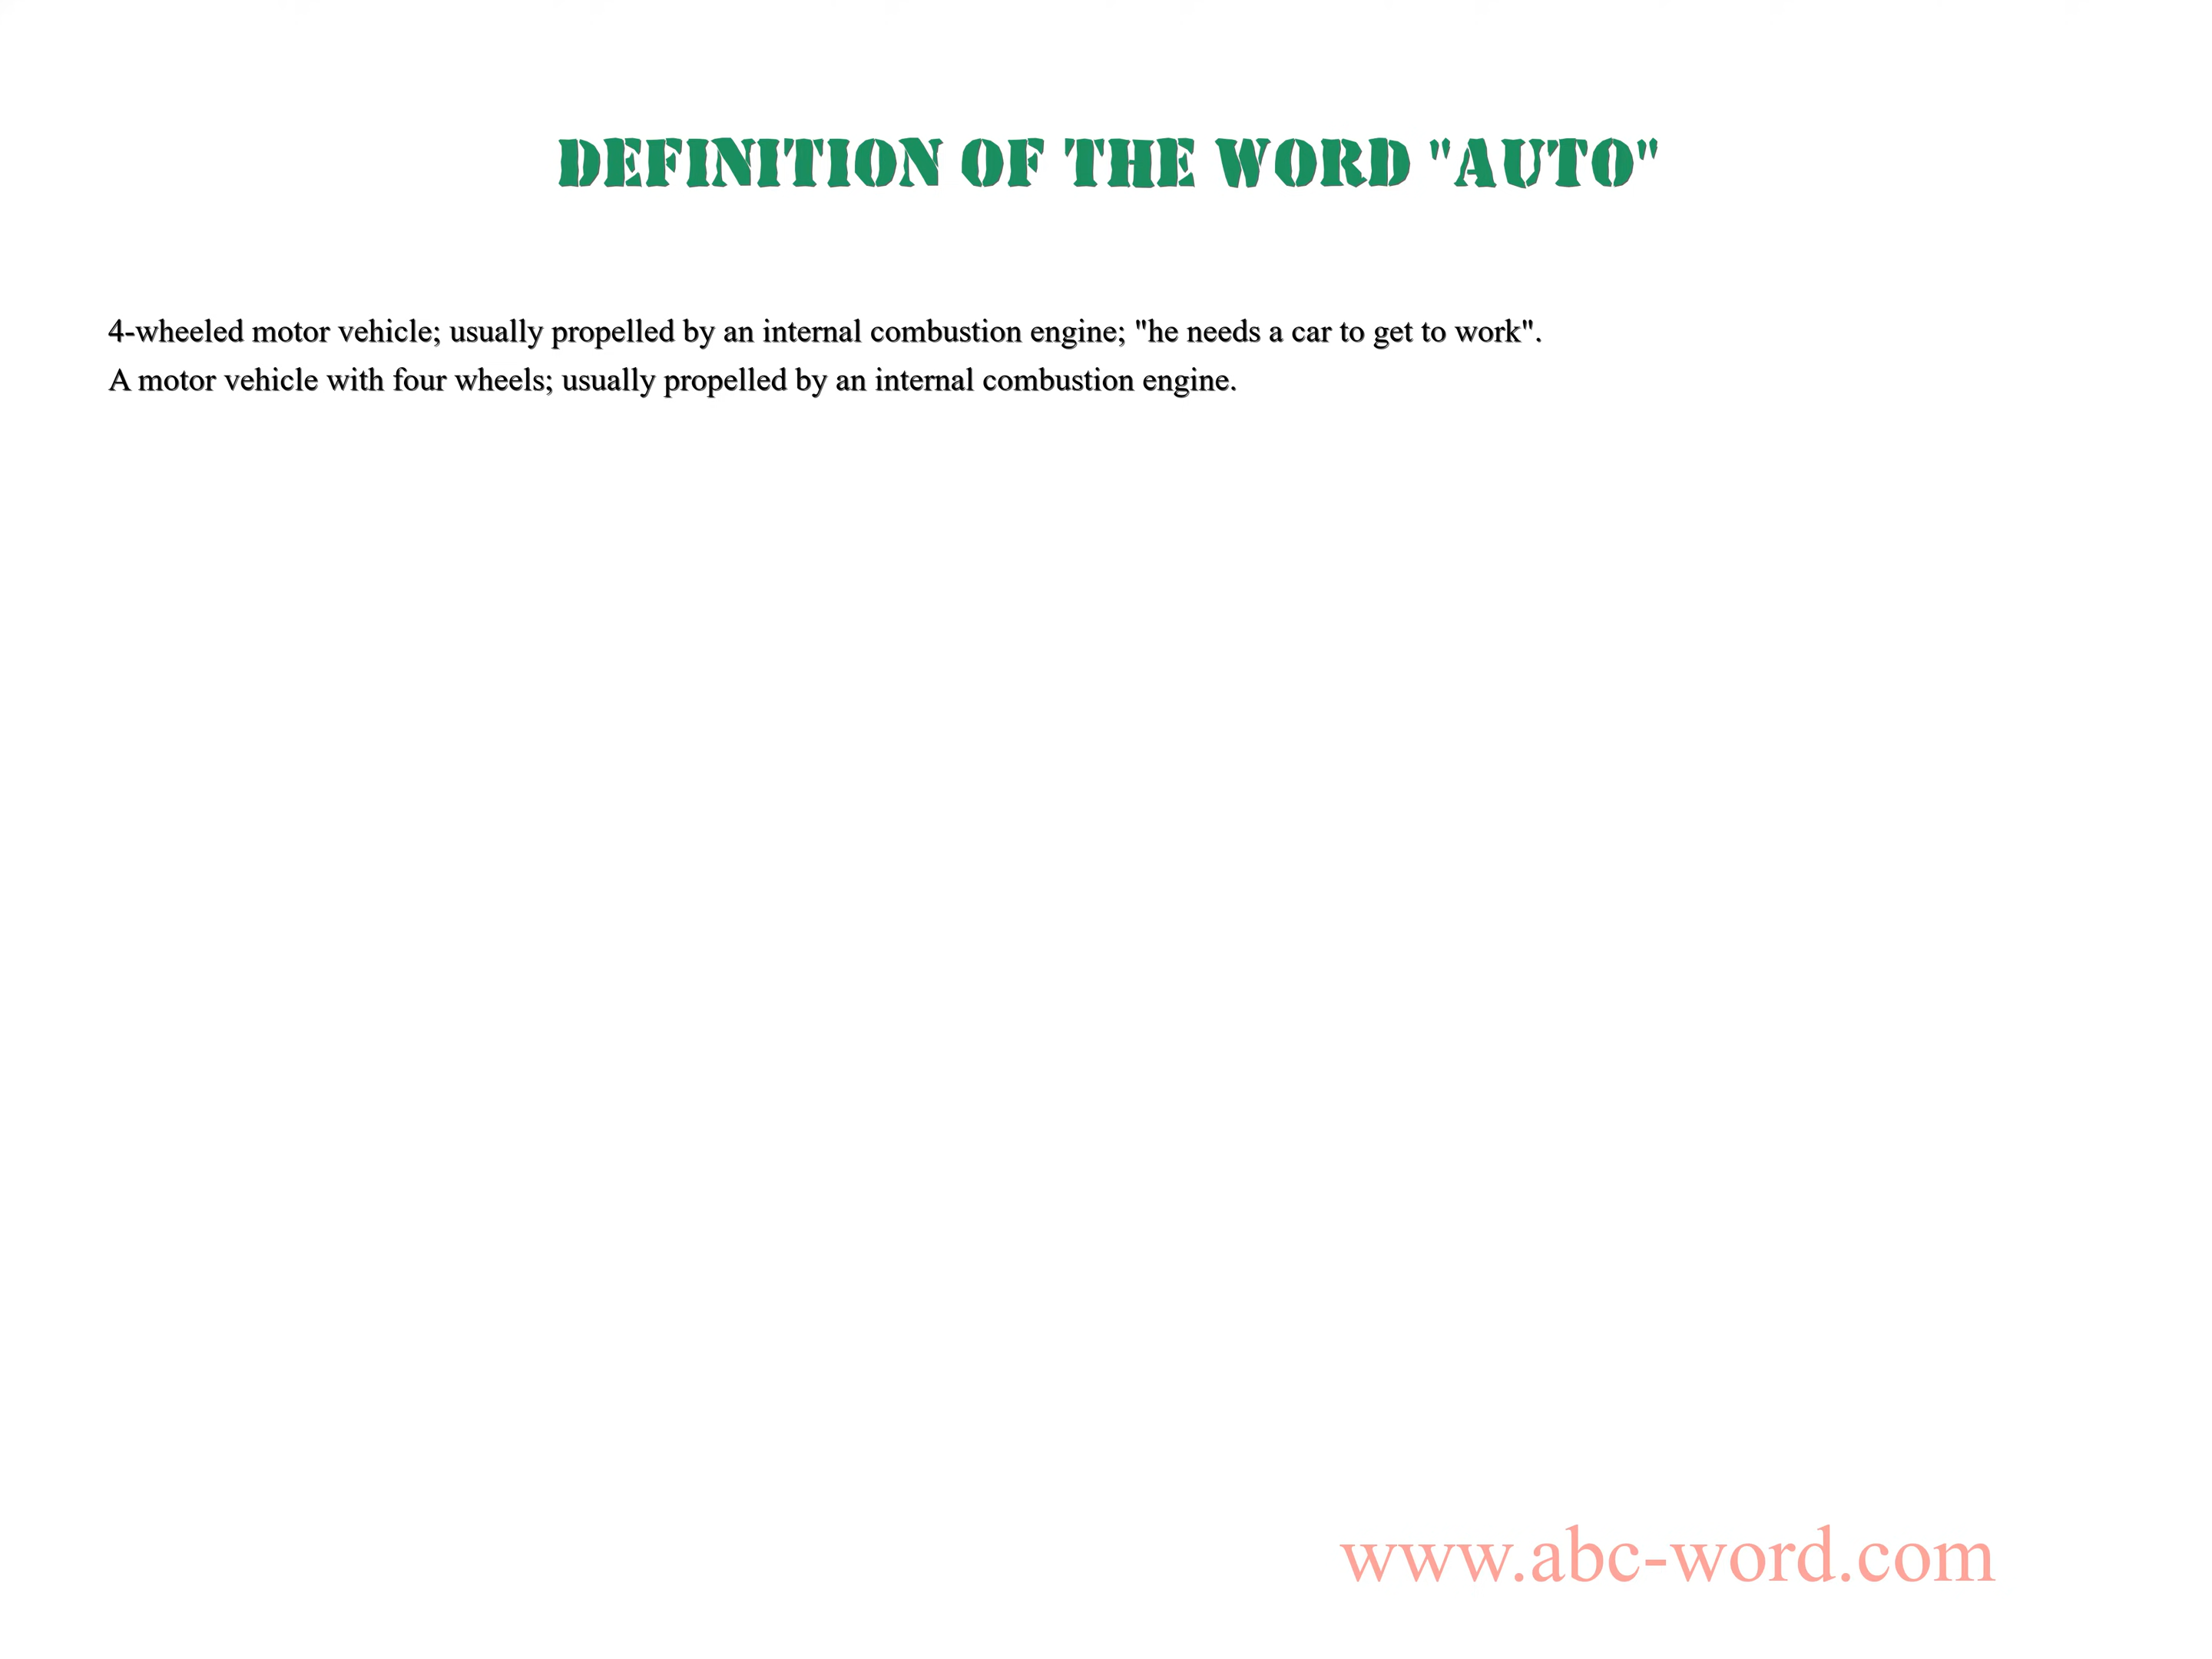 DEFINITION OF THE WORD "AUTO"
4-wheeled motor vehicle; usually propelled by an internal combustion engine; "he needs a car to get to work".
A motor vehicle with four wheels; usually propelled by an internal combustion engine.
www.abc-word.com